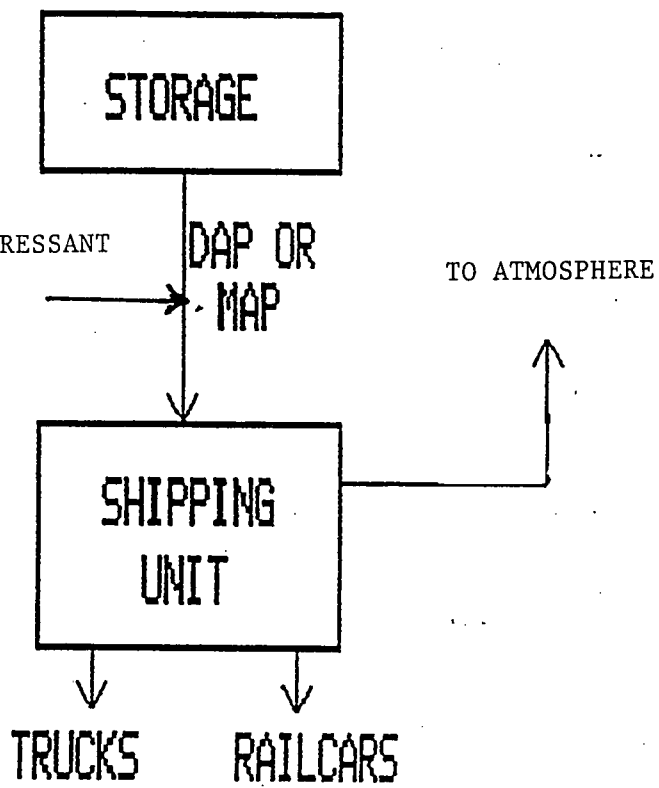 STORAGE
RESSANT
DAP OR
MAP
TO ATMOSPHERE
SHIPPING
UNIT
TRUCKS
RAILCARS